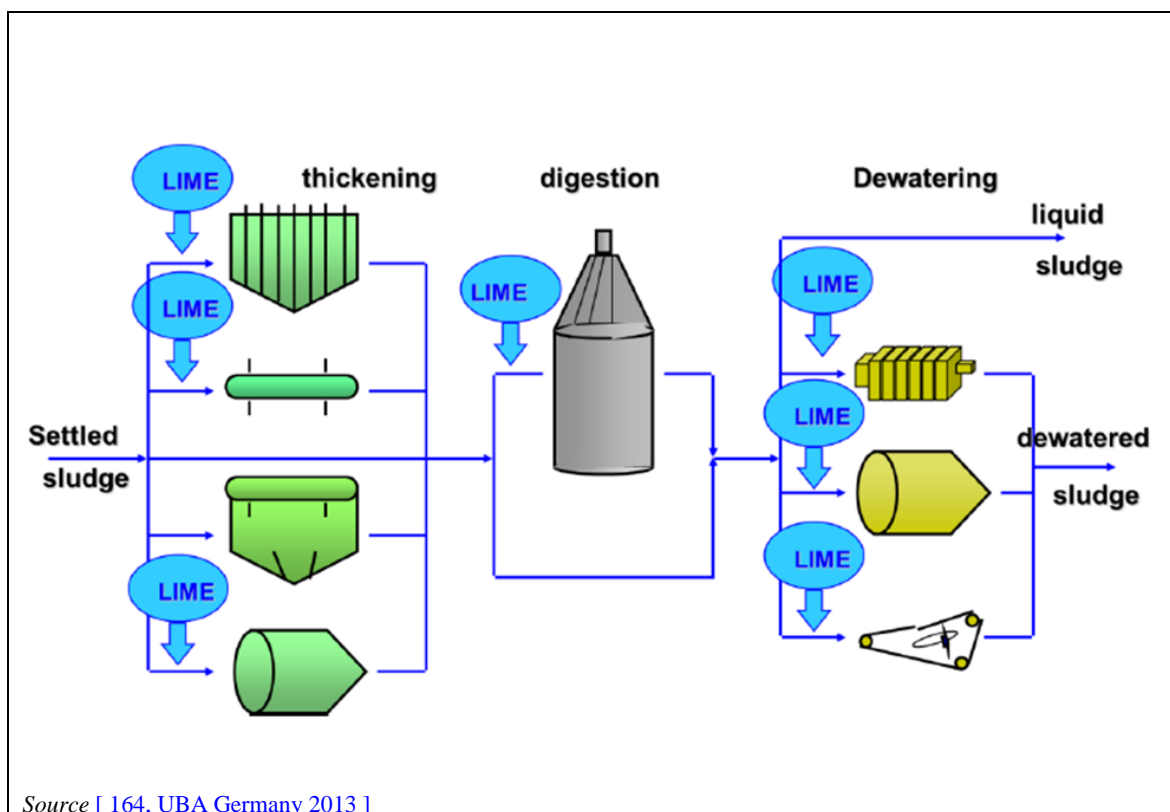 LIME
thickening
digestion
Dewatering
liquid
sludge
LIME
LIME
LIME
Settled
sludge
LIME
dewatered
sludge
LIME
LIME
Source [ 164, UBA Germany 2013 ]